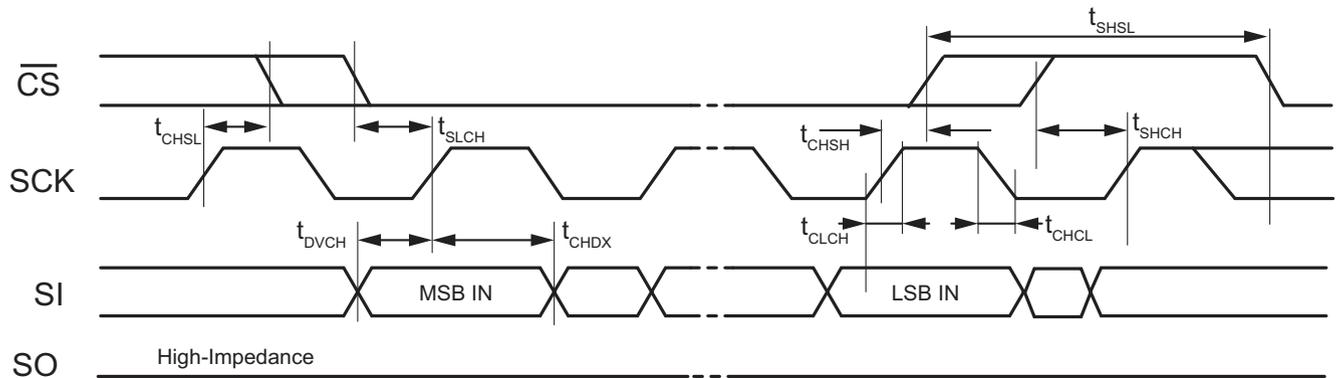 tSHSL
CS
tCHSL
tSLCH
tCHSH
tSHCH
SCK
tDVCH
tCHDX
tCLCH
tCHCL
SI
MSB IN
LSB IN
SO
High-Impedance